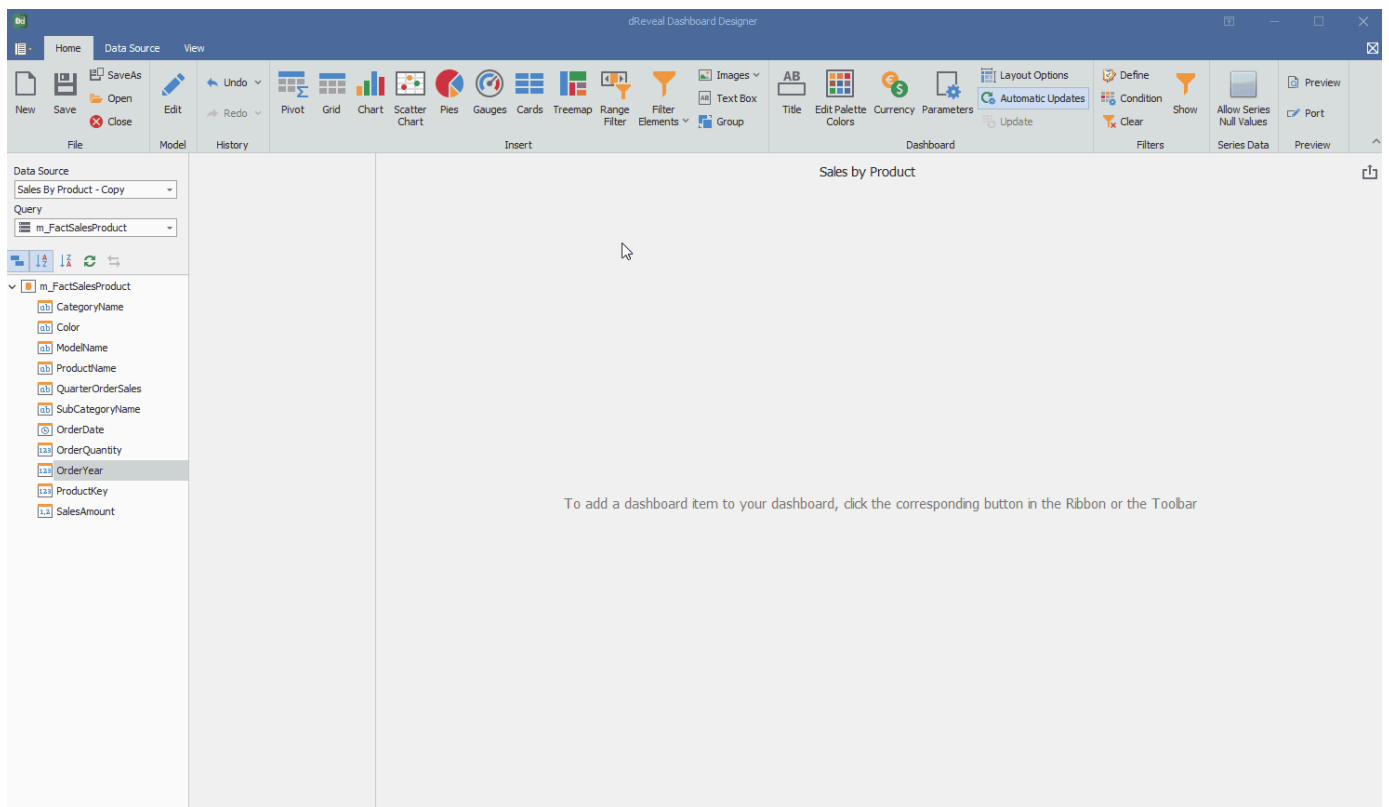 dReveal Dashboard Designer
Home Data Source View
New
Save
SaveAs
Open
Close
File
Edit
Model
Undo
Redo
History
Pivot
Grid
Chart
Scatter Chart
Pies
Gauges
Cards
Treemap
Range Filter
Filter Elements
Images
Text Box
Group
Insert
Title
Edit Palette Colors
Currency
Parameters
Layout Options
Automatic Updates
Update
Dashboard
Define
Condition
Clear
Show
Filters
Allow Series Null Values
Series Data
Preview
Port
Preview
Data Source
Sales By Product - Copy
Query
m_FactSalesProduct
m_FactSalesProduct
CategoryName
Color
ModelName
ProductName
QuarterOrderSales
SubCategoryName
OrderDate
OrderQuantity
OrderYear
ProductKey
SalesAmount
Sales by Product
To add a dashboard item to your dashboard, click the corresponding button in the Ribbon or the Toolbar